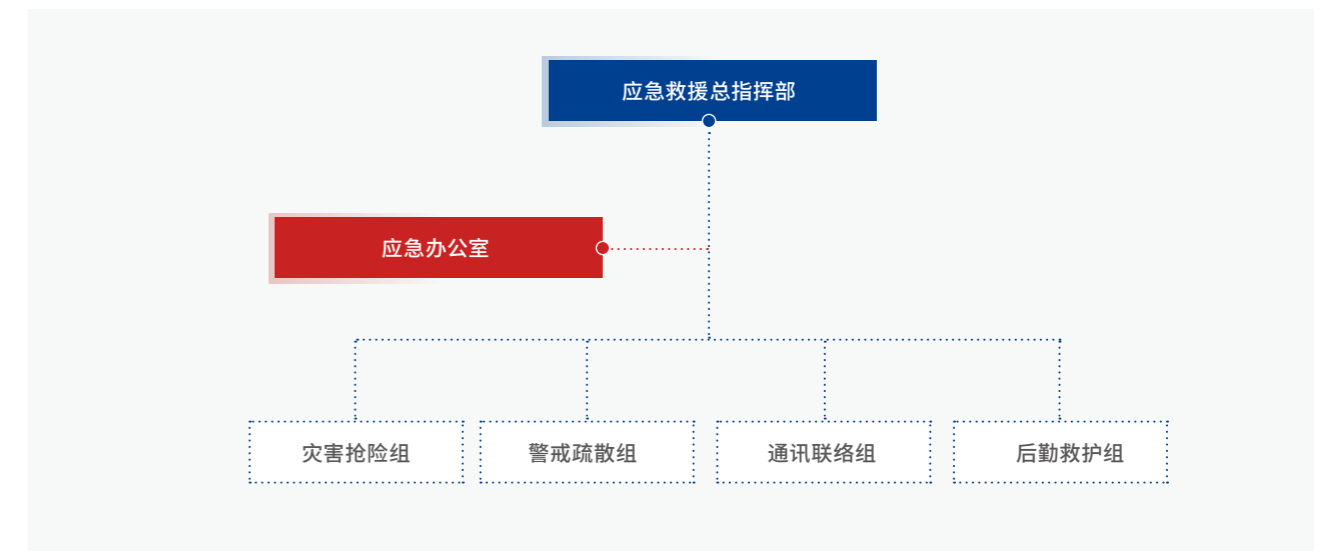 应急救援总指挥部
应急办公室
灾害抢险组
警戒疏散组
通讯联络组
后勤救护组